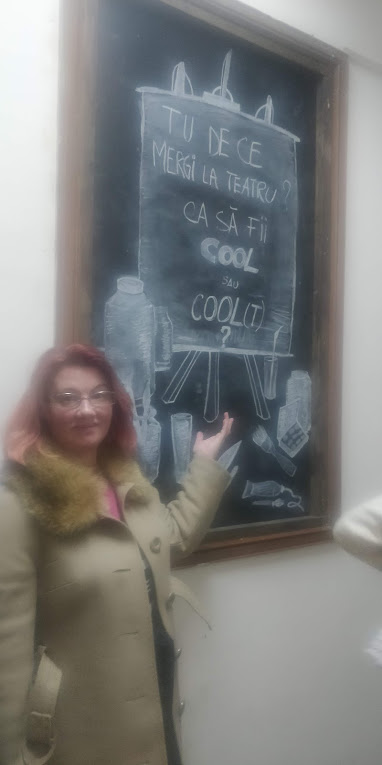 TU DE CE
MERGI LA TEATRU?
CA SĂ FII
COOL
SAU
COOL(T)
?